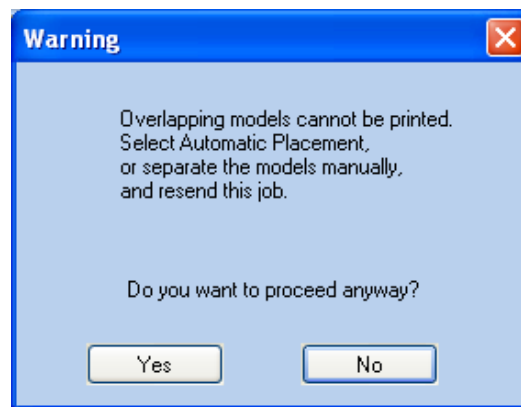 Warning
Overlapping models cannot be printed.
Select Automatic Placement,
or separate the models manually,
and resend this job.
Do you want to proceed anyway?
Yes
No